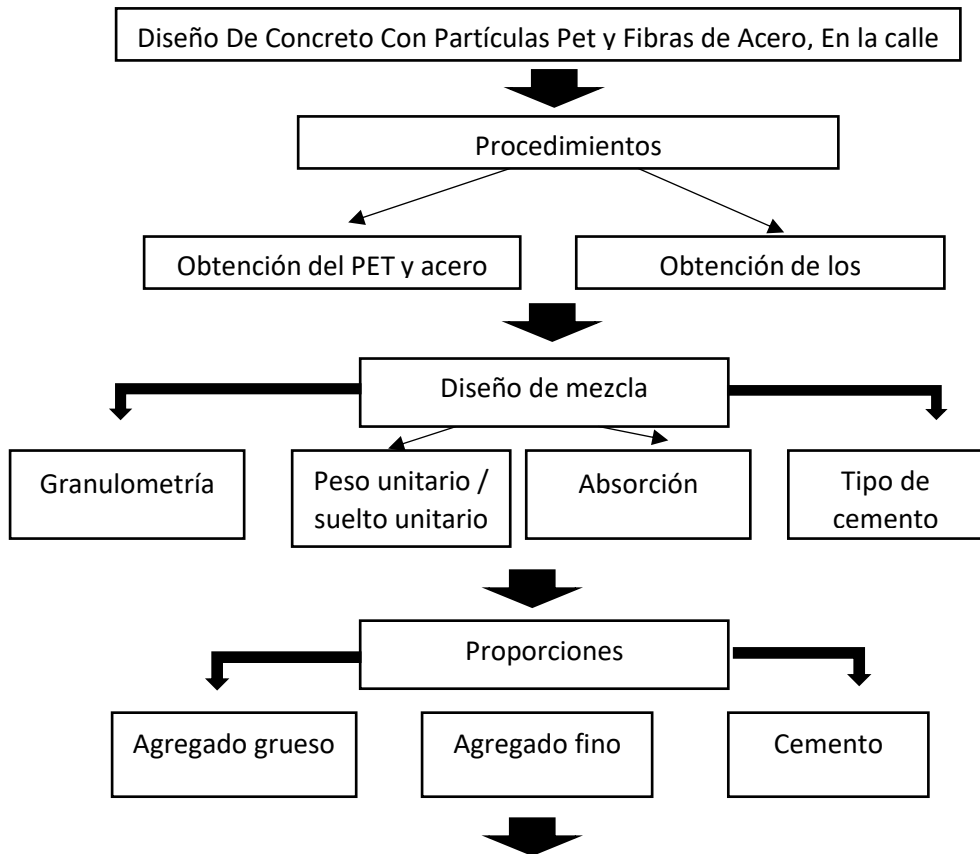 Diseño De Concreto Con Partículas Pet y Fibras de Acero, En la calle
Procedimientos
Obtención del PET y acero
Obtención de los
Diseño de mezcla
Granulometría
Peso unitario /
suelto unitario
Absorción
Tipo de
cemento
Proporciones
Agregado grueso
Agregado fino
Cemento